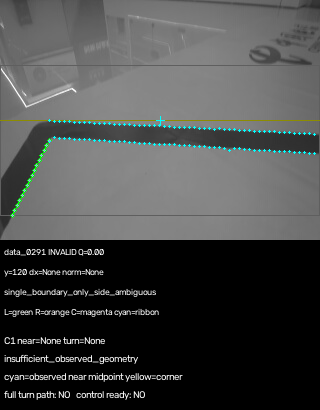 data_0291 INVALID Q=0.00
y=120 dx=None norm=None
single_boundary_only_side_ambiguous
L=green R=orange C=magenta cyan=ribbon
C1 near=None turn=None
insufficient_observed_geometry
cyan=observed near midpoint yellow=corner
full turn path: NO control ready: NO